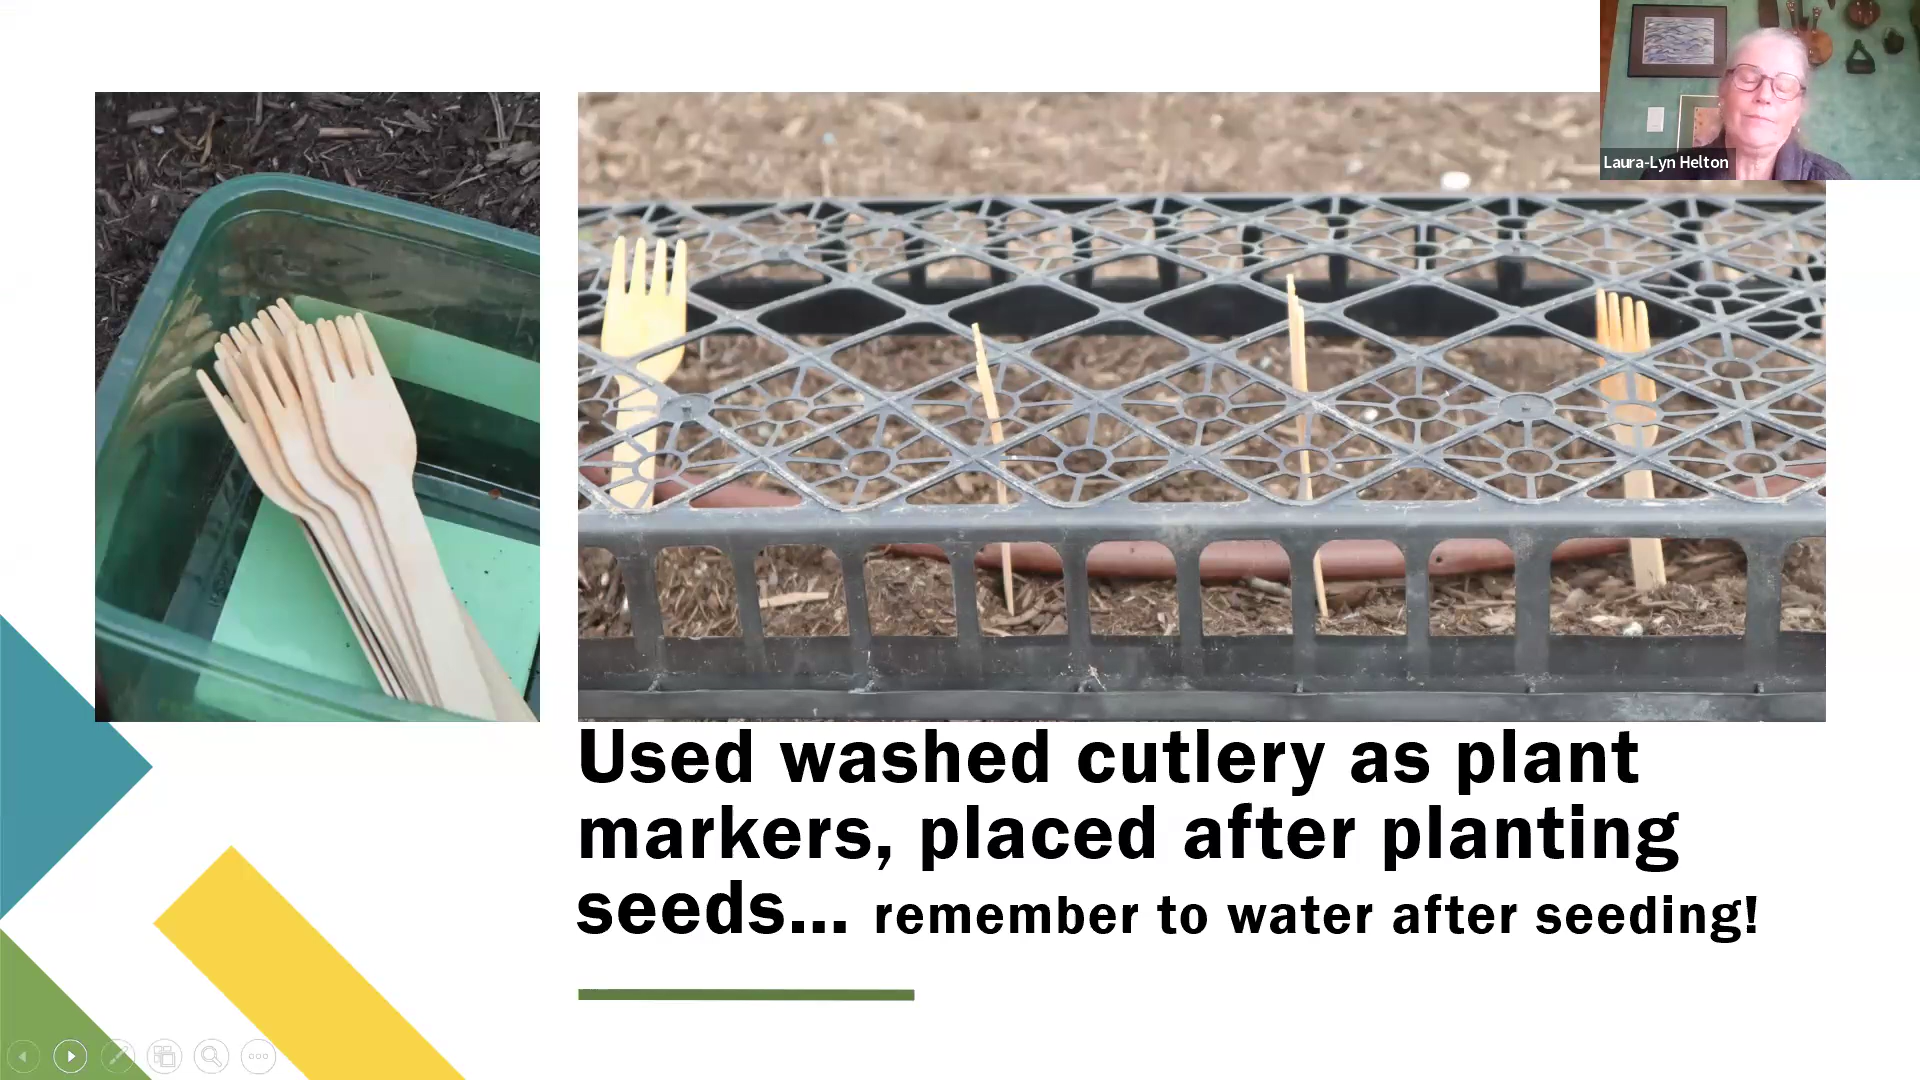 Laura-Lyn Helton
Used washed cutlery as plant
markers, placed after planting
seeds... remember to water after seeding!